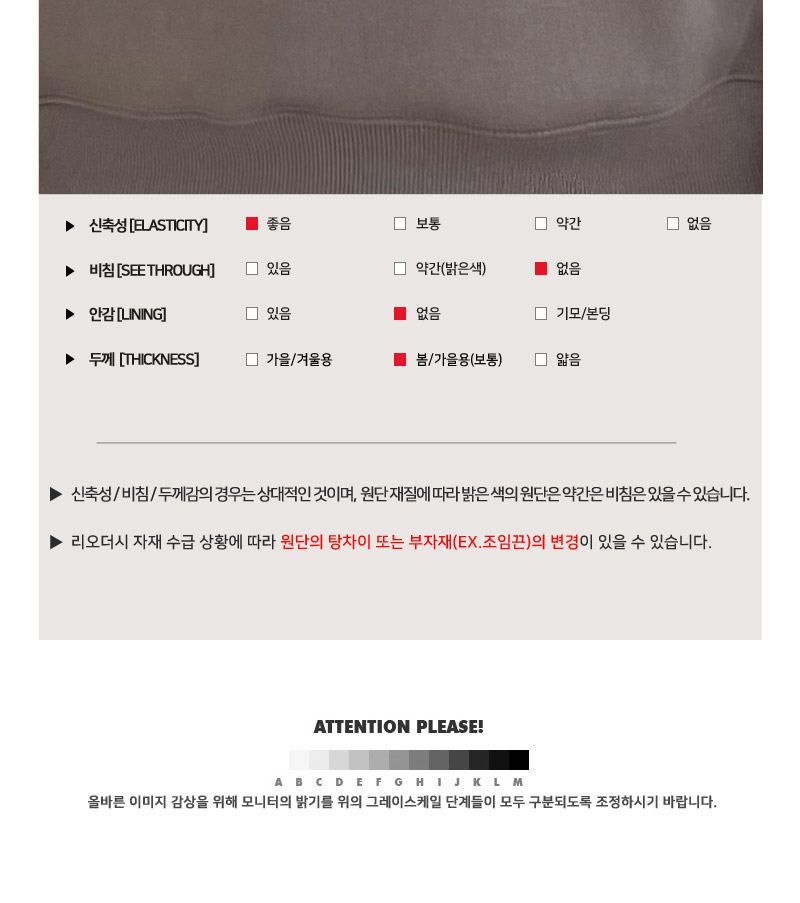 ▶ 신축성 [ELASTICITY] 좋음 보통 약간 없음
▶ 비침 [SEE THROUGH] 있음 약간(밝은색) 없음
▶ 안감 [LINING] 있음 없음 기모/본딩
▶ 두께 [THICKNESS] 가을/겨울용 봄/가을용(보통) 얇음
▶ 신축성 / 비침 / 두께감의 경우는 상대적인 것이며, 원단 재질에 따라 밝은 색의 원단은 약간은 비침은 있을 수 있습니다.
▶ 리오더시 자재 수급 상황에 따라 원단의 탕차이 또는 부자재(EX.조임끈)의 변경이 있을 수 있습니다.
ATTENTION PLEASE!
A B C D E F G H I J K L M
올바른 이미지 감상을 위해 모니터의 밝기를 위의 그레이스케일 단계들이 모두 구분되도록 조정하시기 바랍니다.